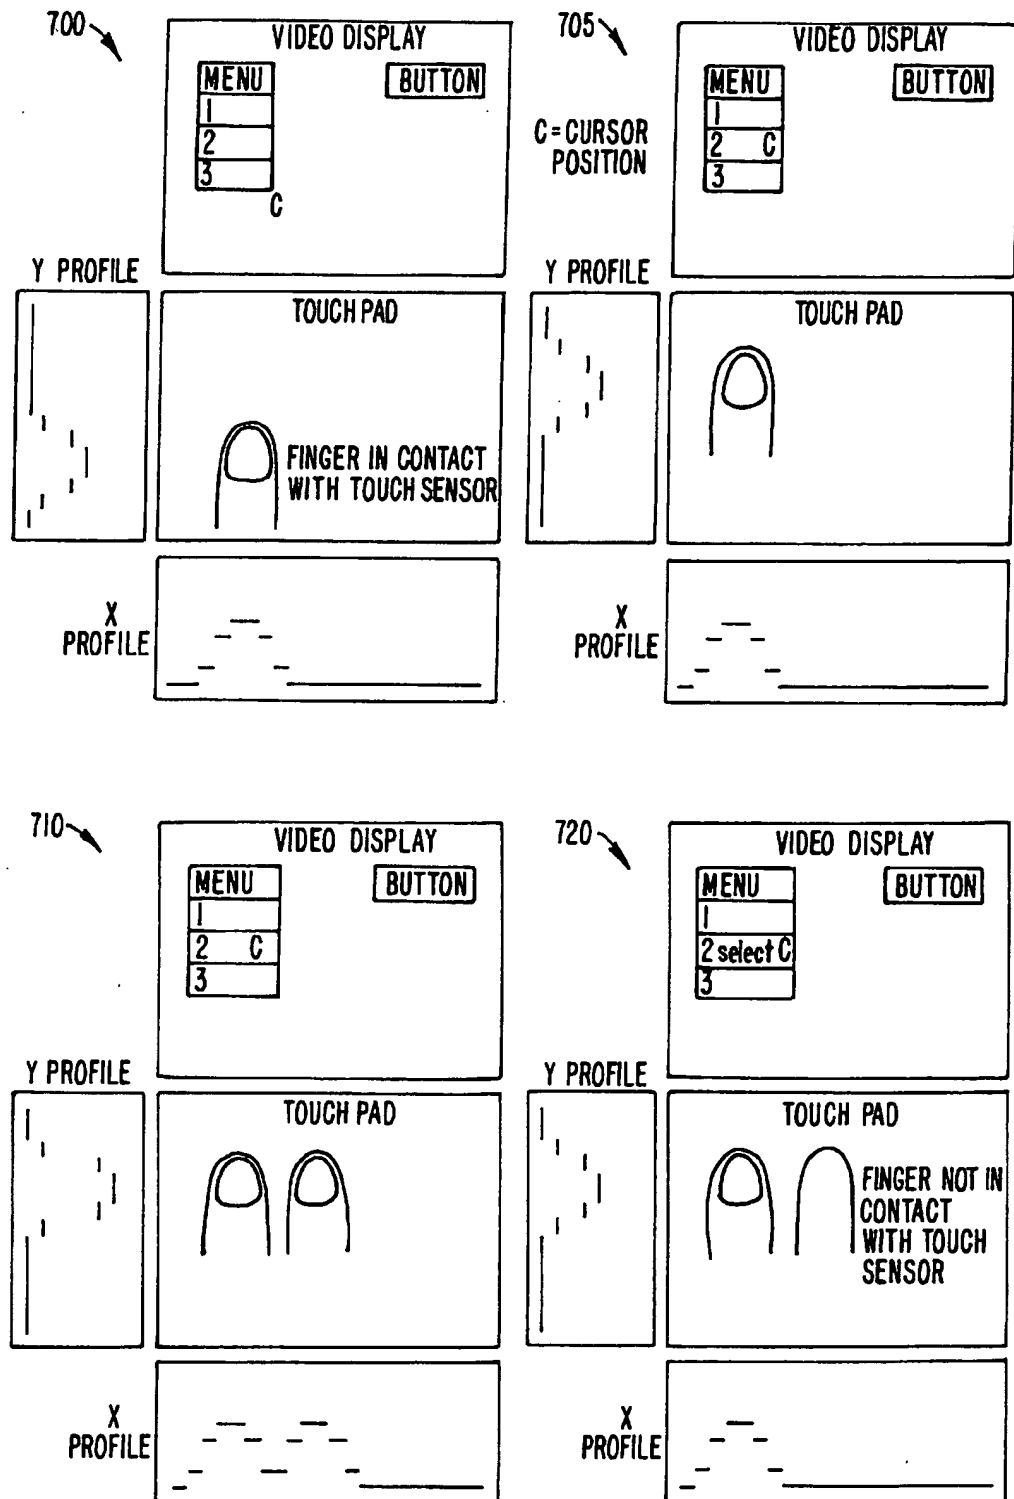 700
VIDEO DISPLAY
MENU
BUTTON
1
2
3
C
Y PROFILE
TOUCH PAD
FINGER IN CONTACT
WITH TOUCH SENSOR
X
PROFILE
705
VIDEO DISPLAY
MENU
BUTTON
1
2 C
3
C=CURSOR
POSITION
Y PROFILE
TOUCH PAD
X
PROFILE
710
VIDEO DISPLAY
MENU
BUTTON
1
2 C
3
Y PROFILE
TOUCH PAD
X
PROFILE
720
VIDEO DISPLAY
MENU
BUTTON
1
2 select C
3
Y PROFILE
TOUCH PAD
FINGER NOT IN
CONTACT
WITH TOUCH
SENSOR
X
PROFILE